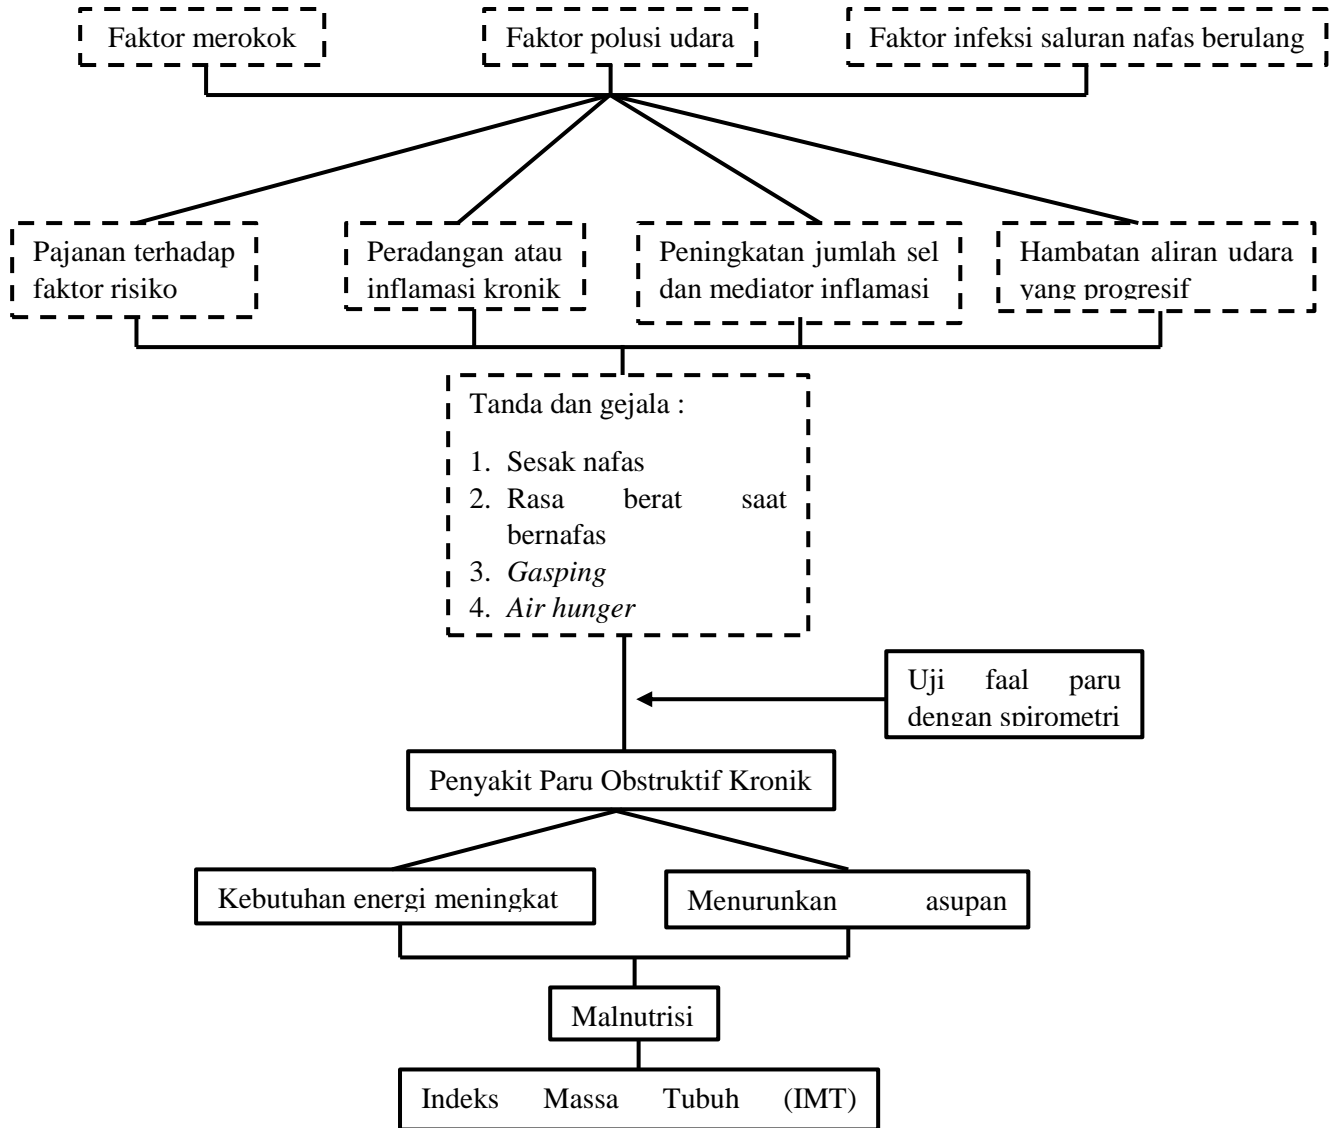 Faktor merokok
Faktor polusi udara
Faktor infeksi saluran nafas berulang
Pajanan terhadap
faktor risiko
Peradangan atau
inflamasi kronik
Peningkatan jumlah sel
dan mediator inflamasi
Hambatan aliran udara
yang progresif
Tanda dan gejala :
1. Sesak nafas
2. Rasa berat saat
bernafas
3. Gasping
4. Air hunger
Uji faal paru
dengan spirometri
Penyakit Paru Obstruktif Kronik
Kebutuhan energi meningkat
Menurunkan asupan
Malnutrisi
Indeks Massa Tubuh (IMT)